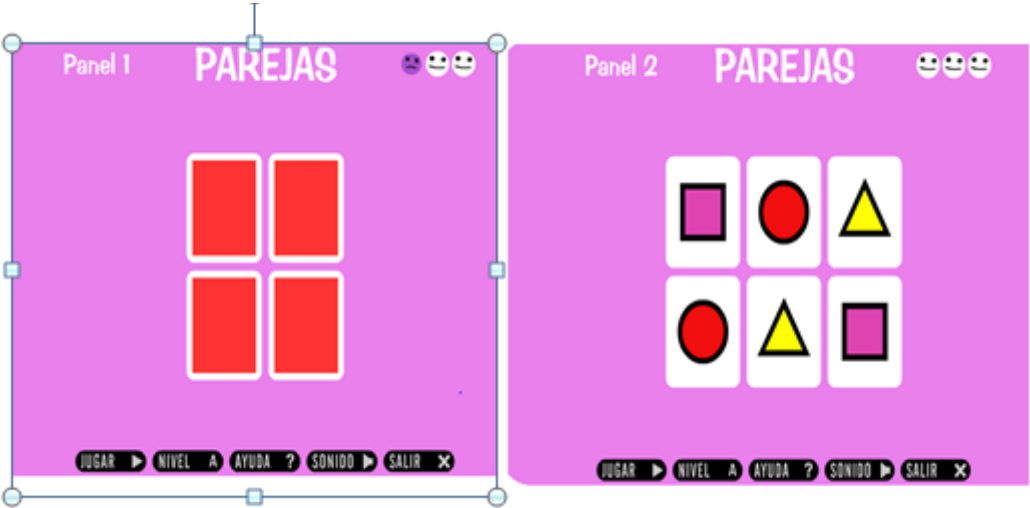 Panel 1 PAREJAS
JUGAR NIVEL A AYUDA ? SONIDO SALIR X
Panel 2 PAREJAS
JUGAR NIVEL A AYUDA ? SONIDO SALIR X